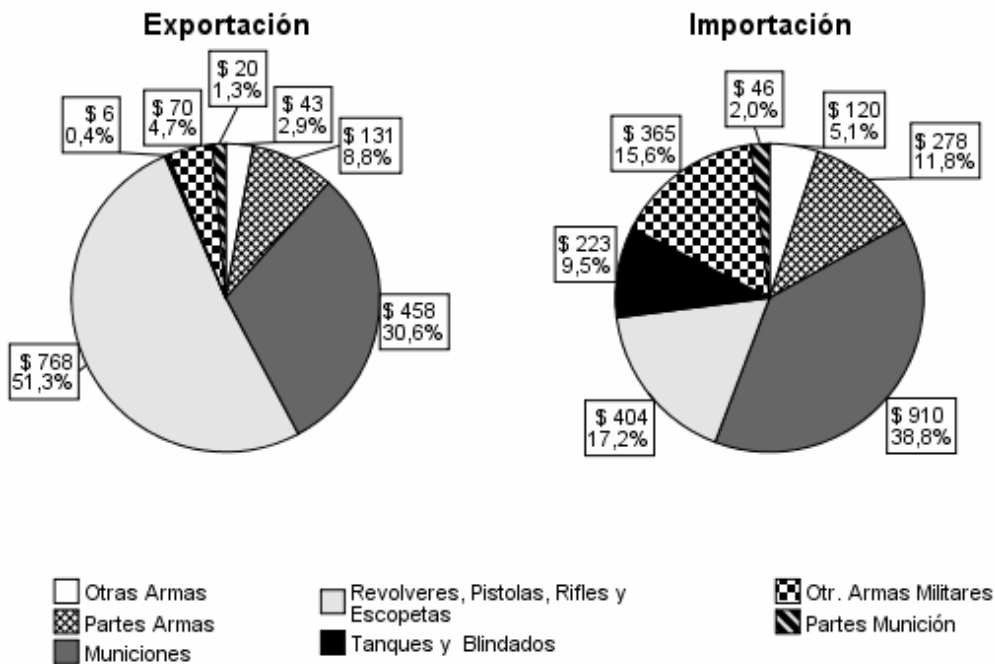 Exportación
$ 20
1,3%
$ 6
0,4%
$ 70
4,7%
$ 43
2,9%
$ 131
8,8%
$ 458
30,6%
$ 768
51,3%
Importación
$ 46
2,0%
$ 365
15,6%
$ 120
5,1%
$ 278
11,8%
$ 223
9,5%
$ 404
17,2%
$ 910
38,8%
Otras Armas
Partes Armas
Municiones
Revolveres, Pistolas, Rifles y
Escopetas
Tanques y Blindados
Otr. Armas Militares
Partes Munición